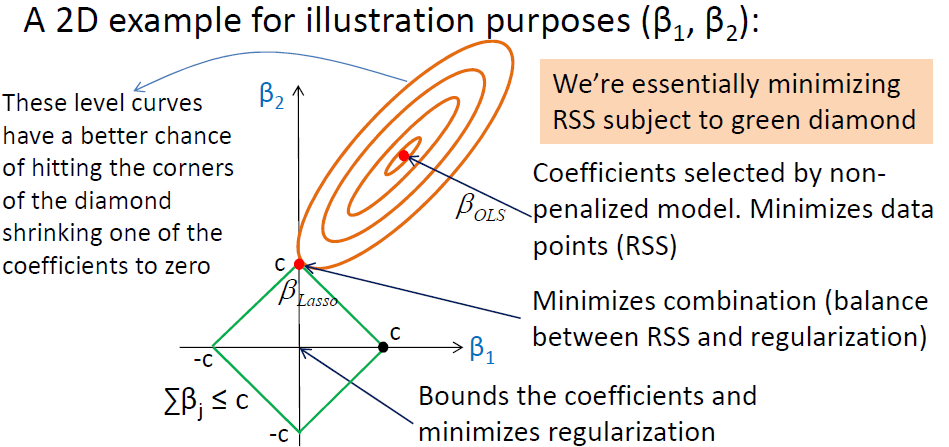 A 2D example for illustration purposes (β₁, β₂):
These level curves
have a better chance
of hitting the corners
of the diamond
shrinking one of the
coefficients to zero
β₂
We're essentially minimizing
RSS subject to green diamond
β_OLS
Coefficients selected by non-
penalized model. Minimizes data
points (RSS)
c
β_Lasso
Minimizes combination (balance
between RSS and regularization)
c
-c
β₁
∑βⱼ ≤ c
-c
Bounds the coefficients and
minimizes regularization